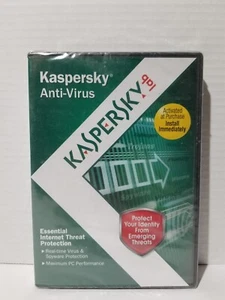 Kaspersky®
Anti-Virus
Activated
at Purchase
Install
Immediately
KASPERSKY lab
Essential
Internet Threat
Protection
• Real-time Virus &
Spyware Protection
• Maximum PC Performance
Protect
Your Identity
From
Emerging
Threats